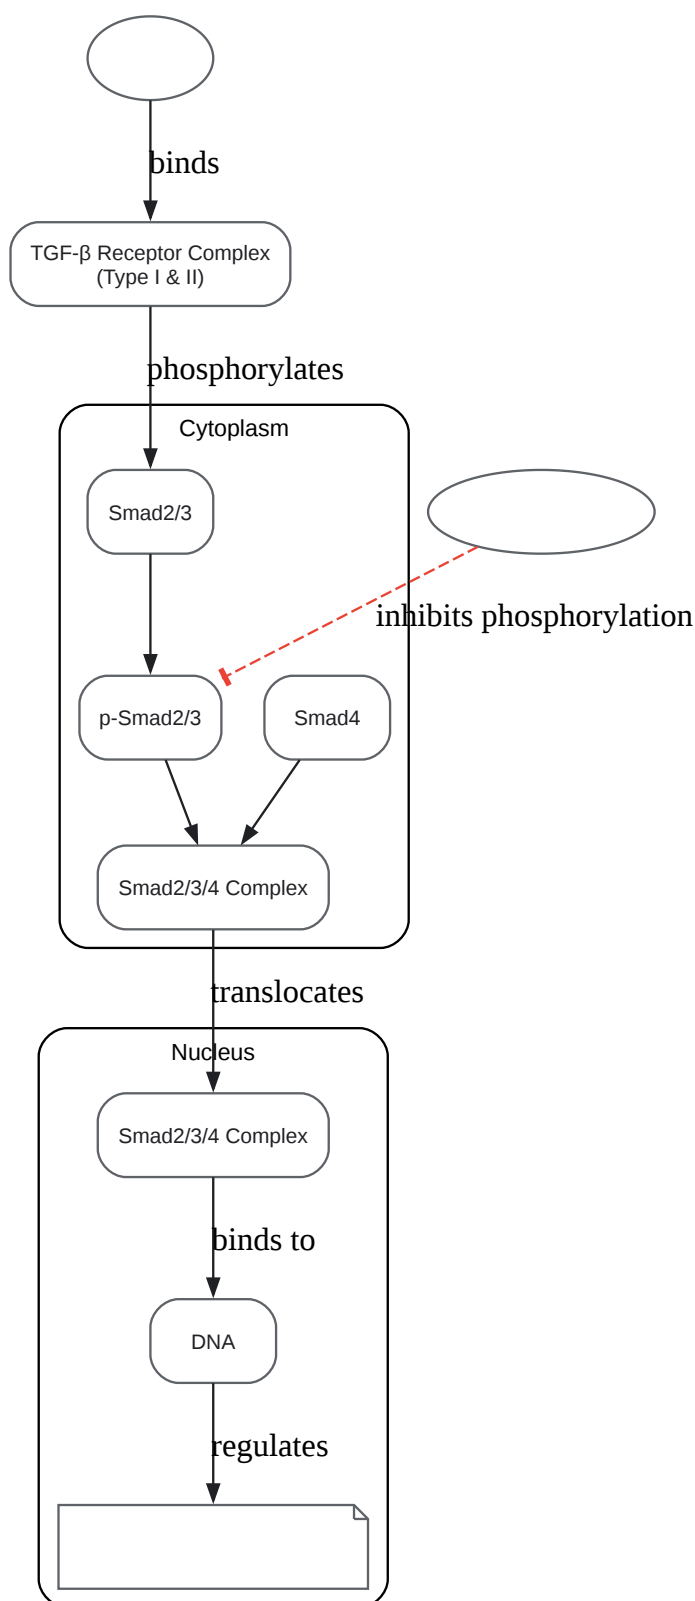 binds
TGF-β Receptor Complex
(Type I & II)
phosphorylates
Cytoplasm
Smad2/3
inhibits phosphorylation
p-Smad2/3
Smad4
Smad2/3/4 Complex
translocates
Nucleus
Smad2/3/4 Complex
binds to
DNA
regulates